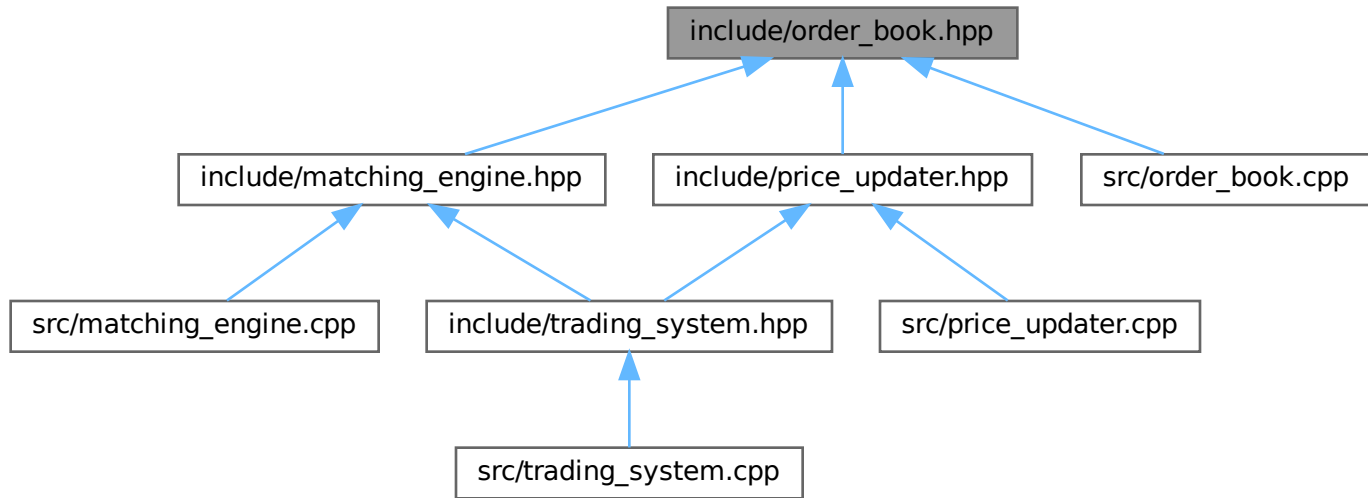 include/order_book.hpp
include/matching_engine.hpp
include/price_updater.hpp
src/order_book.cpp
src/matching_engine.cpp
include/trading_system.hpp
src/price_updater.cpp
src/trading_system.cpp